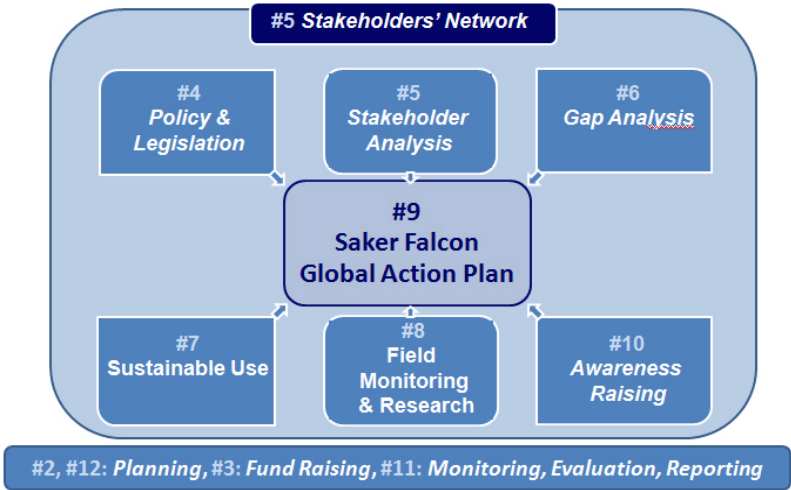 #5 Stakeholders' Network
#4
Policy &
Legislation
#5
Stakeholder
Analysis
#6
Gap Analysis
#9
Saker Falcon
Global Action Plan
#7
Sustainable Use
#8
Field
Monitoring
& Research
#10
Awareness
Raising
#2, #12: Planning, #3: Fund Raising, #11: Monitoring, Evaluation, Reporting